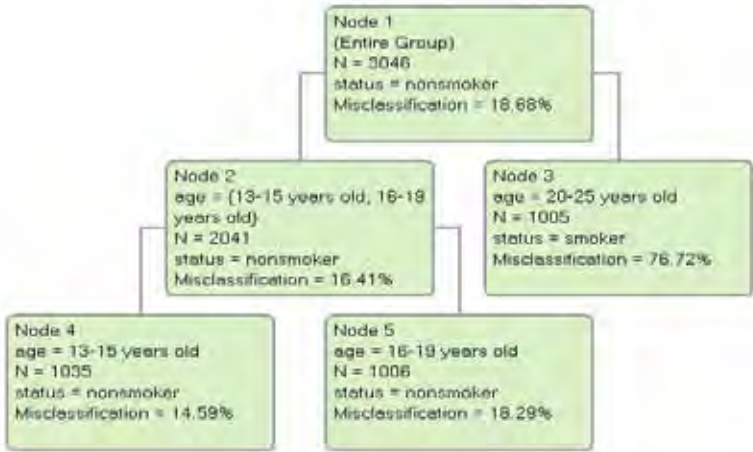 Node 1
(Entire Group)
N = 3046
status = nonsmoker
Misclassification = 18.68%
Node 2
age = {13-15 years old, 16-19
years old}
N = 2041
status = nonsmoker
Misclassification = 16.41%
Node 3
age = 20-25 years old
N = 1005
status = smoker
Misclassification = 76.72%
Node 4
age = 13-15 years old
N = 1035
status = nonsmoker
Misclassification = 14.59%
Node 5
age = 16-19 years old
N = 1006
status = nonsmoker
Misclassification = 18.29%